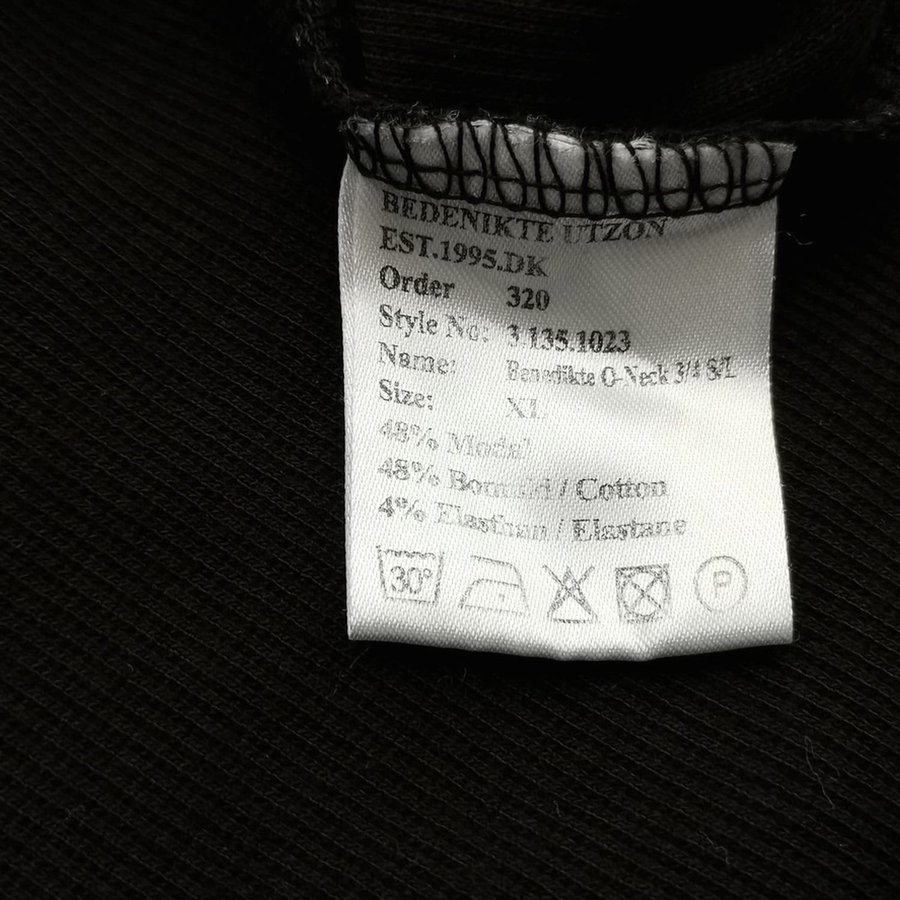 BEDENIKTE UTZON
EST.1995.DK
Order 320
Style No: 3.135.1023
Name: Benedikte O-Neck 3/4 S/L
Size: XL
48% Modal
48% Bomuld / Cotton
4% Elasthan / Elastane
30° P